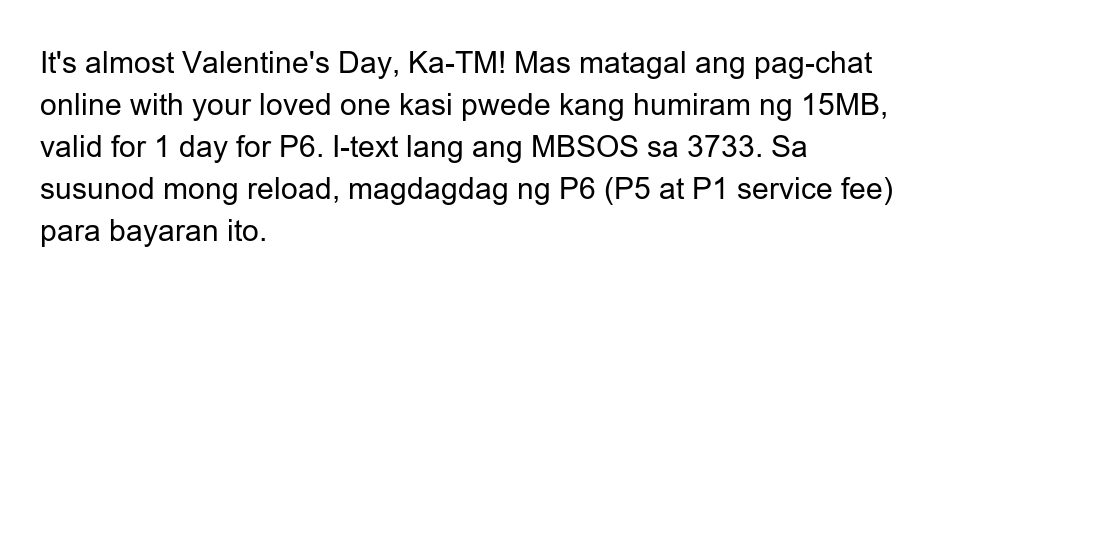 It's almost Valentine's Day, Ka-TM! Mas matagal ang pag-chat
online with your loved one kasi pwede kang humiram ng 15MB,
valid for 1 day for P6. I-text lang ang MBSOS sa 3733. Sa
susunod mong reload, magdagdag ng P6 (P5 at P1 service fee)
para bayaran ito.